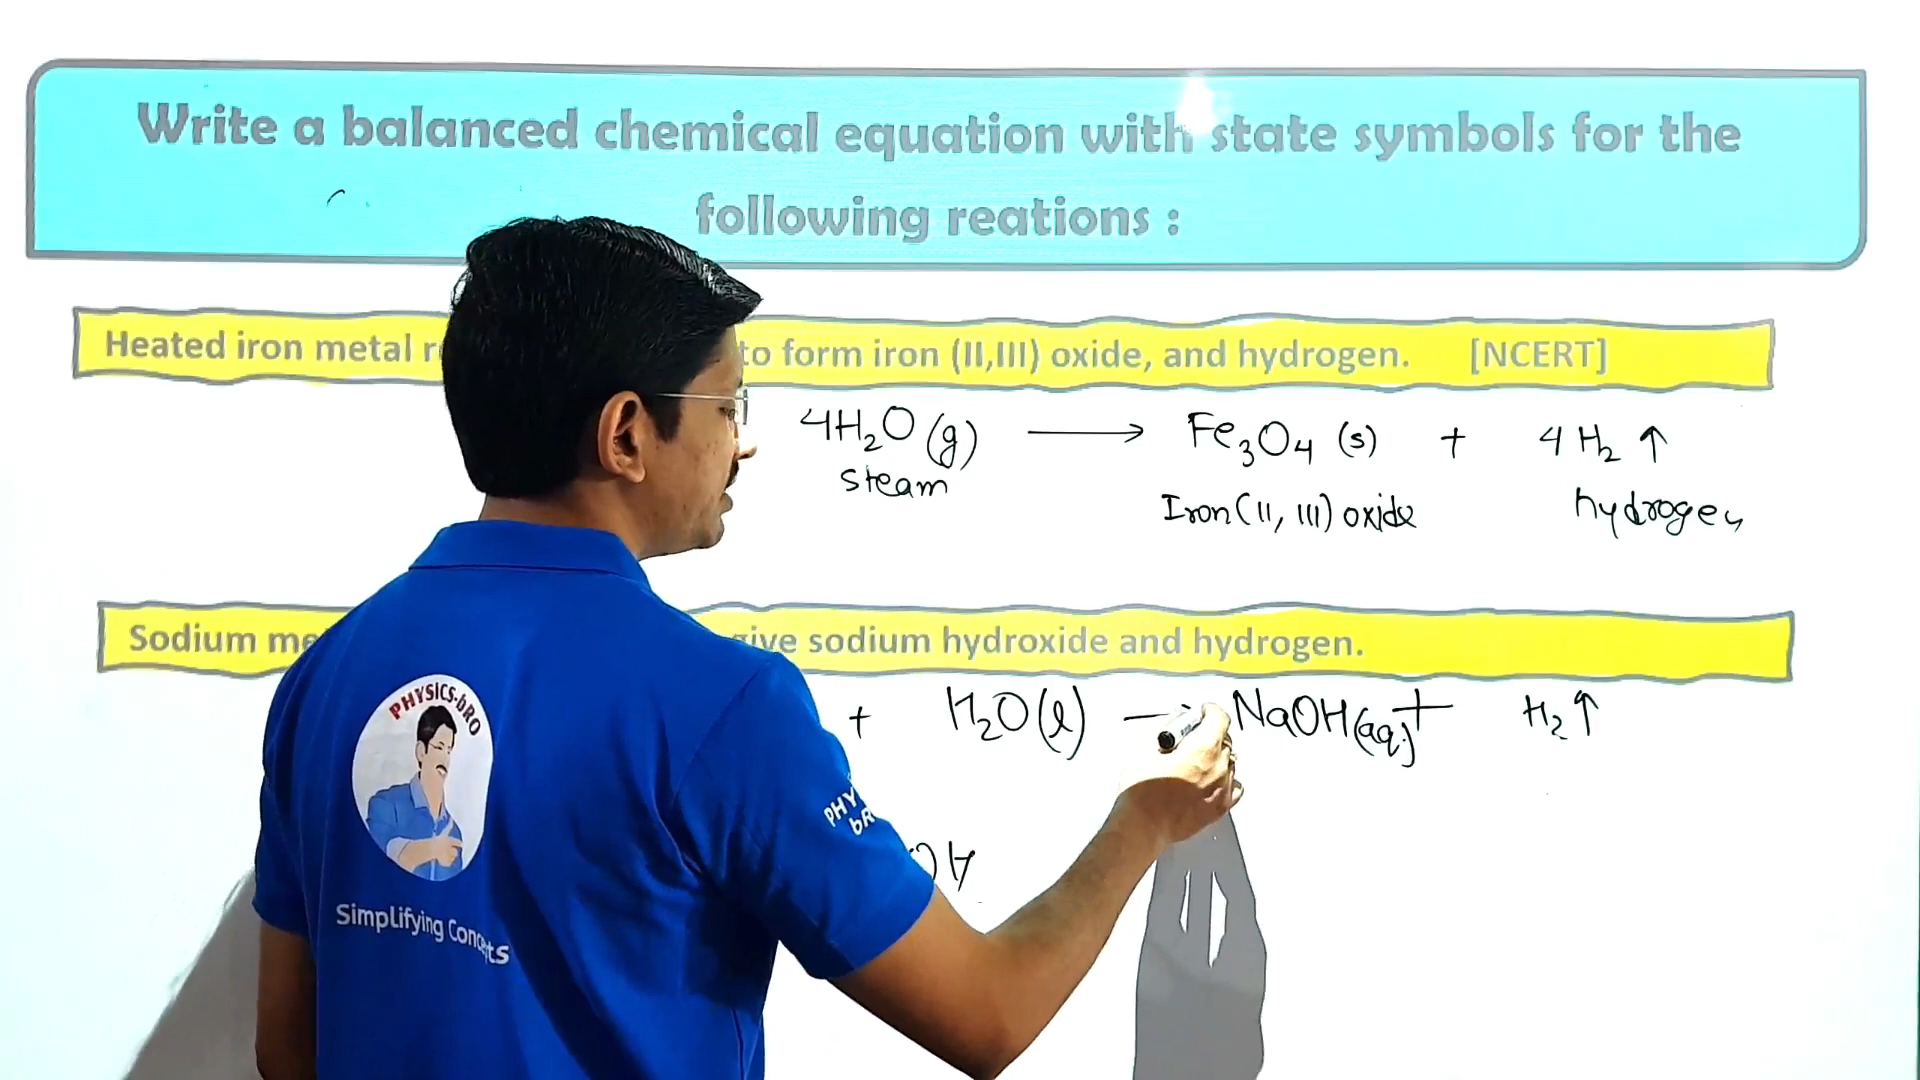 Write a balanced chemical equation with state symbols for the
following reations :
Heated iron metal to form iron (II,III) oxide, and hydrogen. [NCERT]
4H₂O (g) → Fe₃O₄ (s) + 4 H₂ ↑
steam Iron (II, III) oxide hydrogen
Sodium sodium hydroxide and hydrogen.
+ H₂O (l) → NaOH (aq.) + H₂ ↑
PHYSICS-bRO
Simplifying Concepts